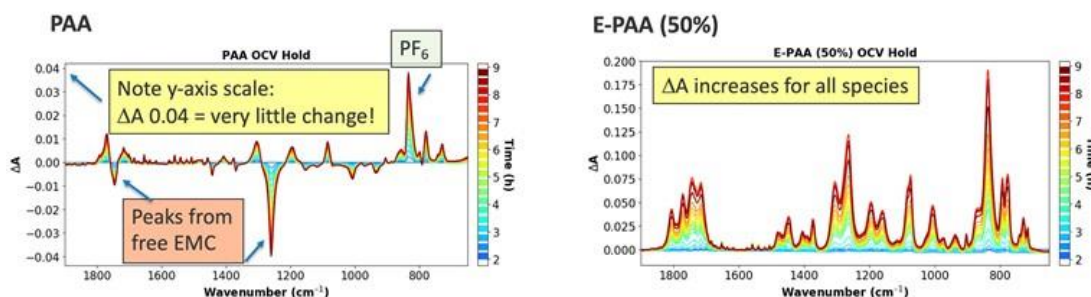 PAA
E-PAA (50%)
PAA OCV Hold
PF6
Note y-axis scale:
ΔA 0.04 = very little change!
Peaks from
free EMC
0.04
0.03
0.02
0.01
0.00
−0.01
−0.02
−0.03
−0.04
ΔA
1800 1600 1400 1200 1000 800
Wavenumber (cm⁻¹)
9
8
7
6
5
4
3
2
Time (h)
E-PAA (50%) OCV Hold
ΔA increases for all species
0.200
0.175
0.150
0.125
0.100
0.075
0.050
0.025
0.000
ΔA
1800 1600 1400 1200 1000 800
Wavenumber (cm⁻¹)
9
8
7
6
5
4
3
2
Time (h)